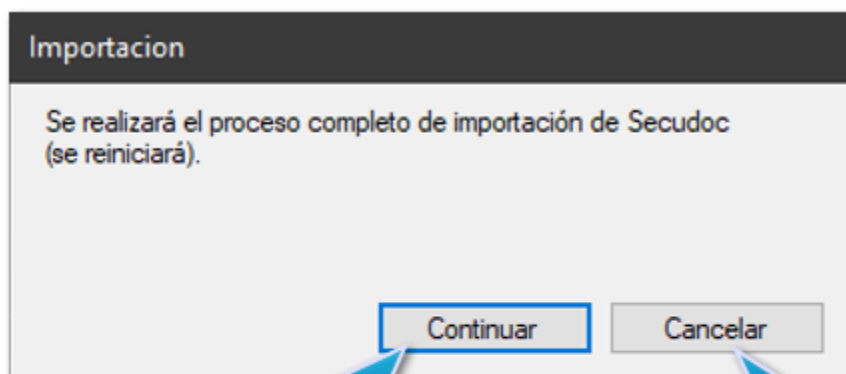 Importacion
Se realizará el proceso completo de importación de Secudoc
(se reiniciará).
Continuar
Cancelar